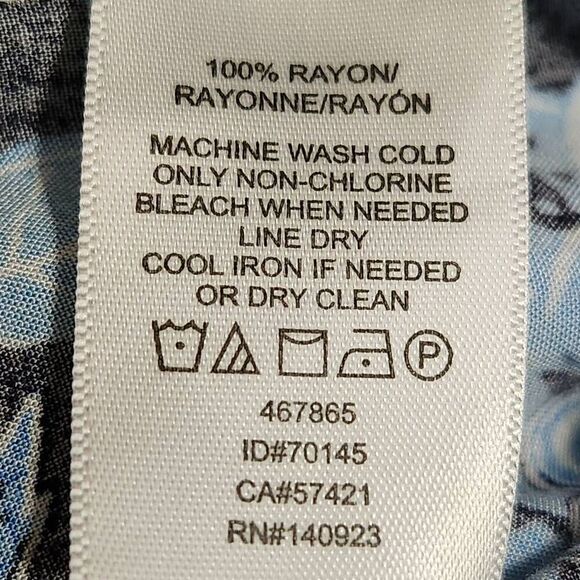 100% RAYON/
RAYONNE/RAYÓN
MACHINE WASH COLD
ONLY NON-CHLORINE
BLEACH WHEN NEEDED
LINE DRY
COOL IRON IF NEEDED
OR DRY CLEAN
P
467865
ID#70145
CA#57421
RN#140923